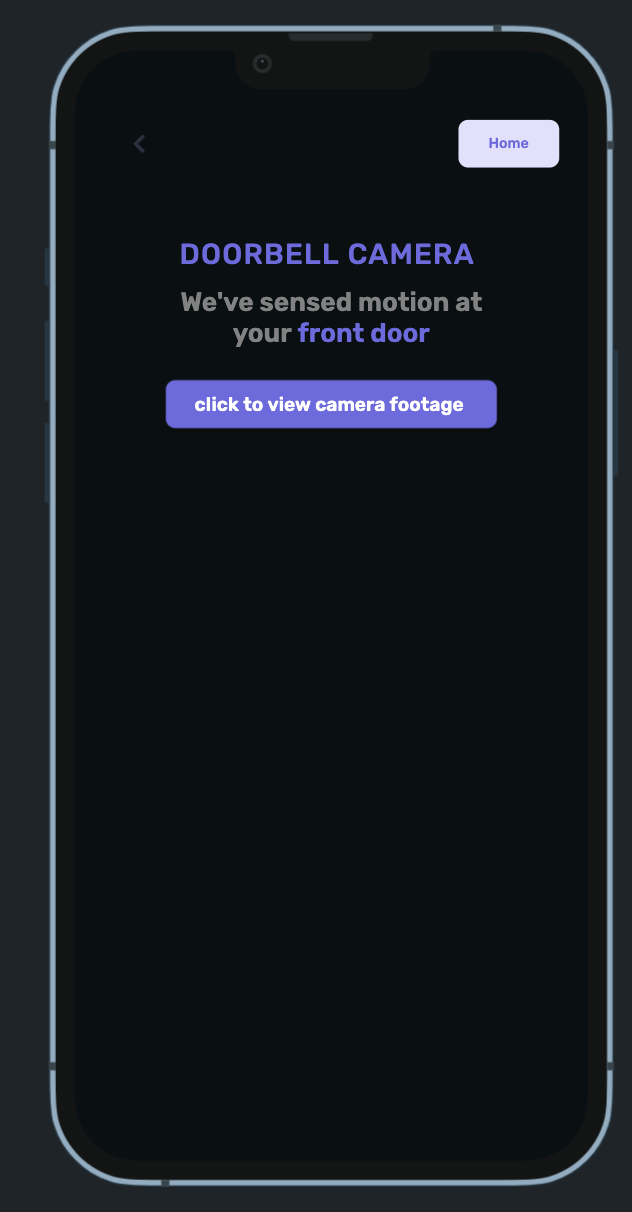 Home
DOORBELL CAMERA
We've sensed motion at
your front door
click to view camera footage